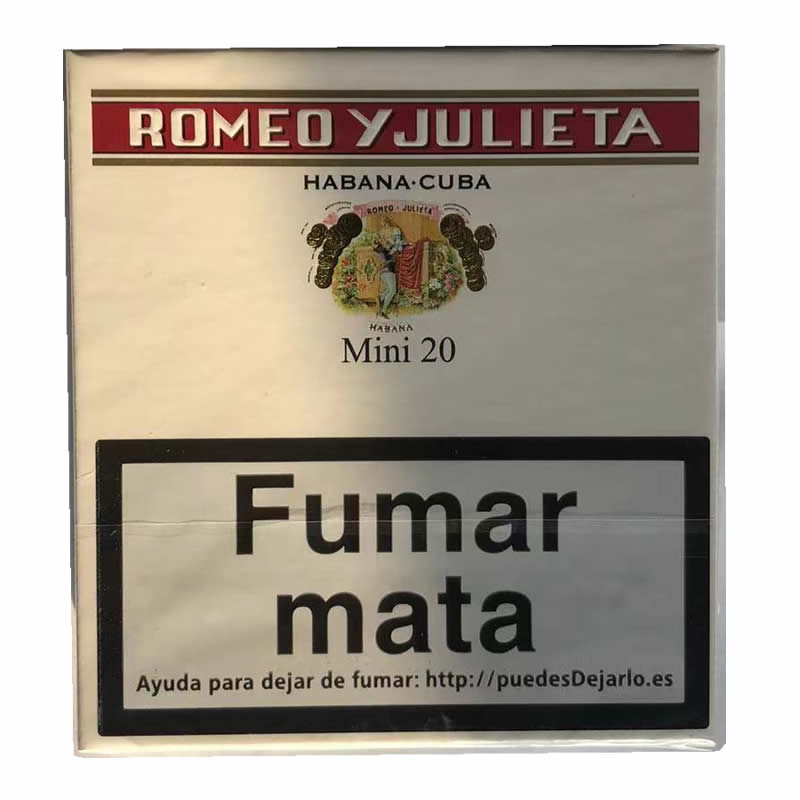 ROMEO Y JULIETA
HABANA·CUBA
ROMEO · JULIETA
HABANA
Mini 20
Fumar
mata
Ayuda para dejar de fumar: http://puedesDejarlo.es